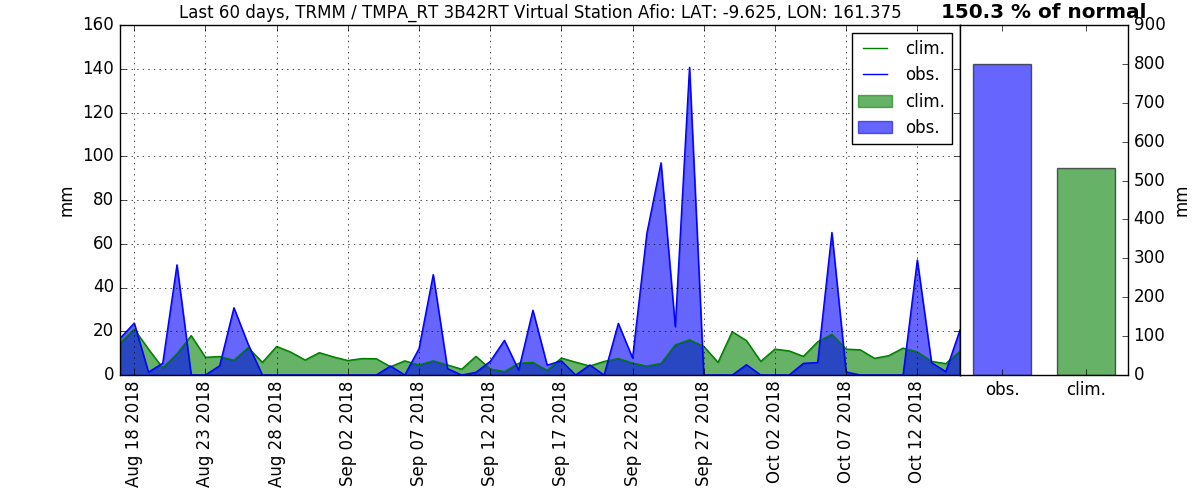 Last 60 days, TRMM / TMPA_RT 3B42RT Virtual Station Afio: LAT: -9.625, LON: 161.375
150.3 % of normal
160
140
120
100
80
60
40
20
0
mm
clim.
obs.
clim.
obs.
Aug 18 2018
Aug 23 2018
Aug 28 2018
Sep 02 2018
Sep 07 2018
Sep 12 2018
Sep 17 2018
Sep 22 2018
Sep 27 2018
Oct 02 2018
Oct 07 2018
Oct 12 2018
900
800
700
600
500
400
300
200
100
0
mm
obs.
clim.